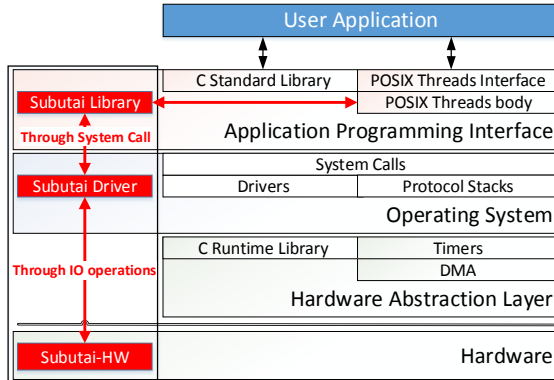 User Application
C Standard Library
POSIX Threads Interface
Subutai Library
POSIX Threads body
Through System Call
Application Programming Interface
System Calls
Subutai Driver
Drivers
Protocol Stacks
Operating System
C Runtime Library
Timers
Through IO operations
DMA
Hardware Abstraction Layer
Subutai-HW
Hardware